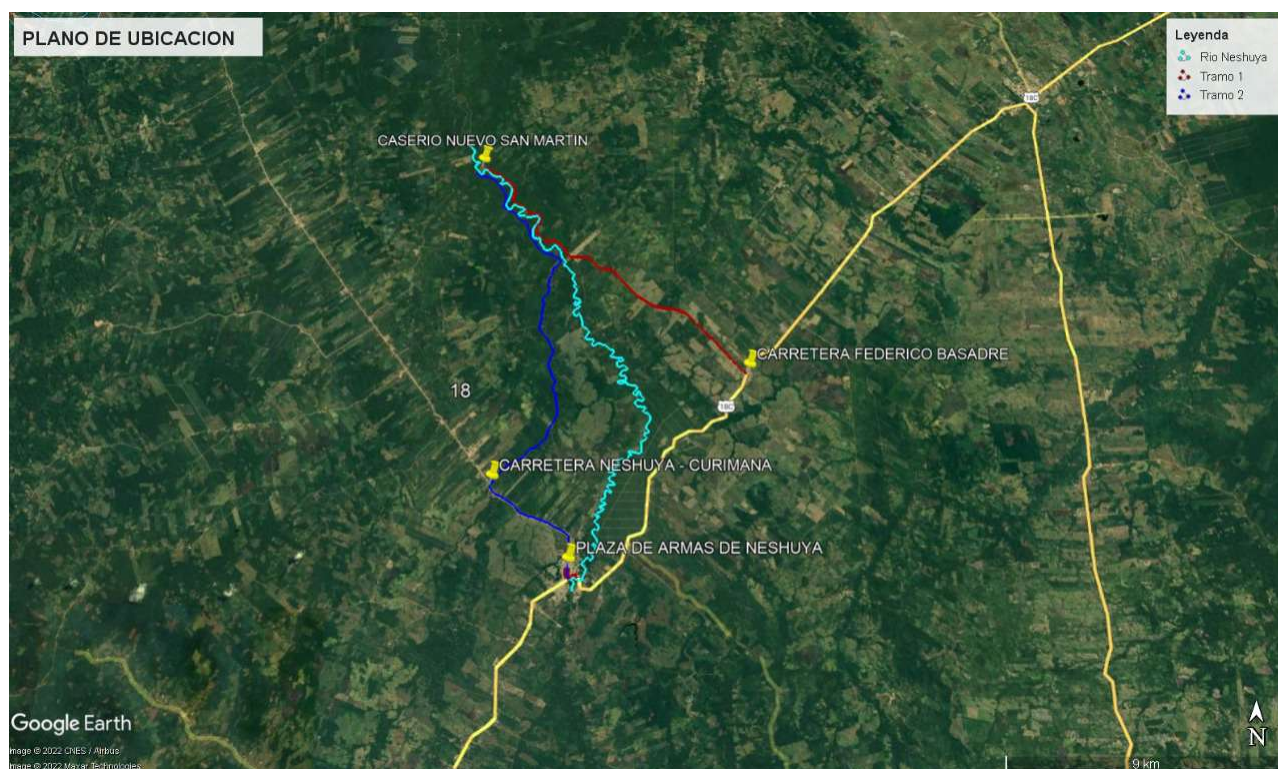 PLANO DE UBICACION
Leyenda
Rio Neshuya
Tramo 1
Tramo 2
18C
CASERIO NUEVO SAN MARTIN
CARRETERA FEDERICO BASADRE
18
18C
CARRETERA NESHUYA - CURIMANA
PLAZA DE ARMAS DE NESHUYA
Google Earth
N
Image © 2022 CNES / Airbus
Image © 2022 Maxar Technologies
9 km